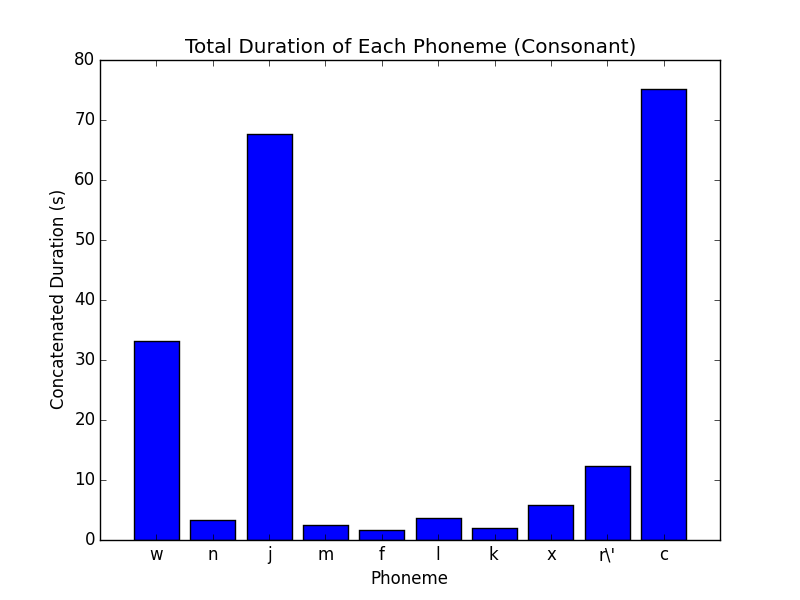 Total Duration of Each Phoneme (Consonant)
Concatenated Duration (s)
80
70
60
50
40
30
20
10
0
w n j m f l k x r\' c
Phoneme